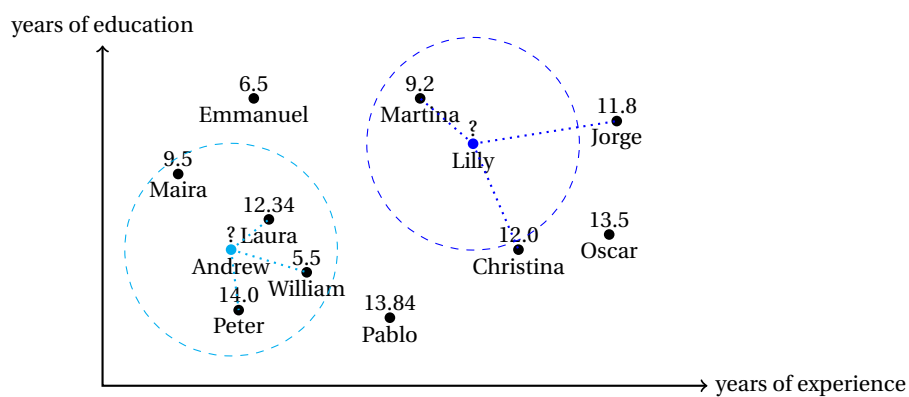 years of education
6.5
Emmanuel
9.2
Martina
11.8
Jorge
?
Lilly
9.5
Maira
12.34
Laura
?
Andrew
5.5
William
14.0
Peter
12.0
Christina
13.5
Oscar
13.84
Pablo
years of experience